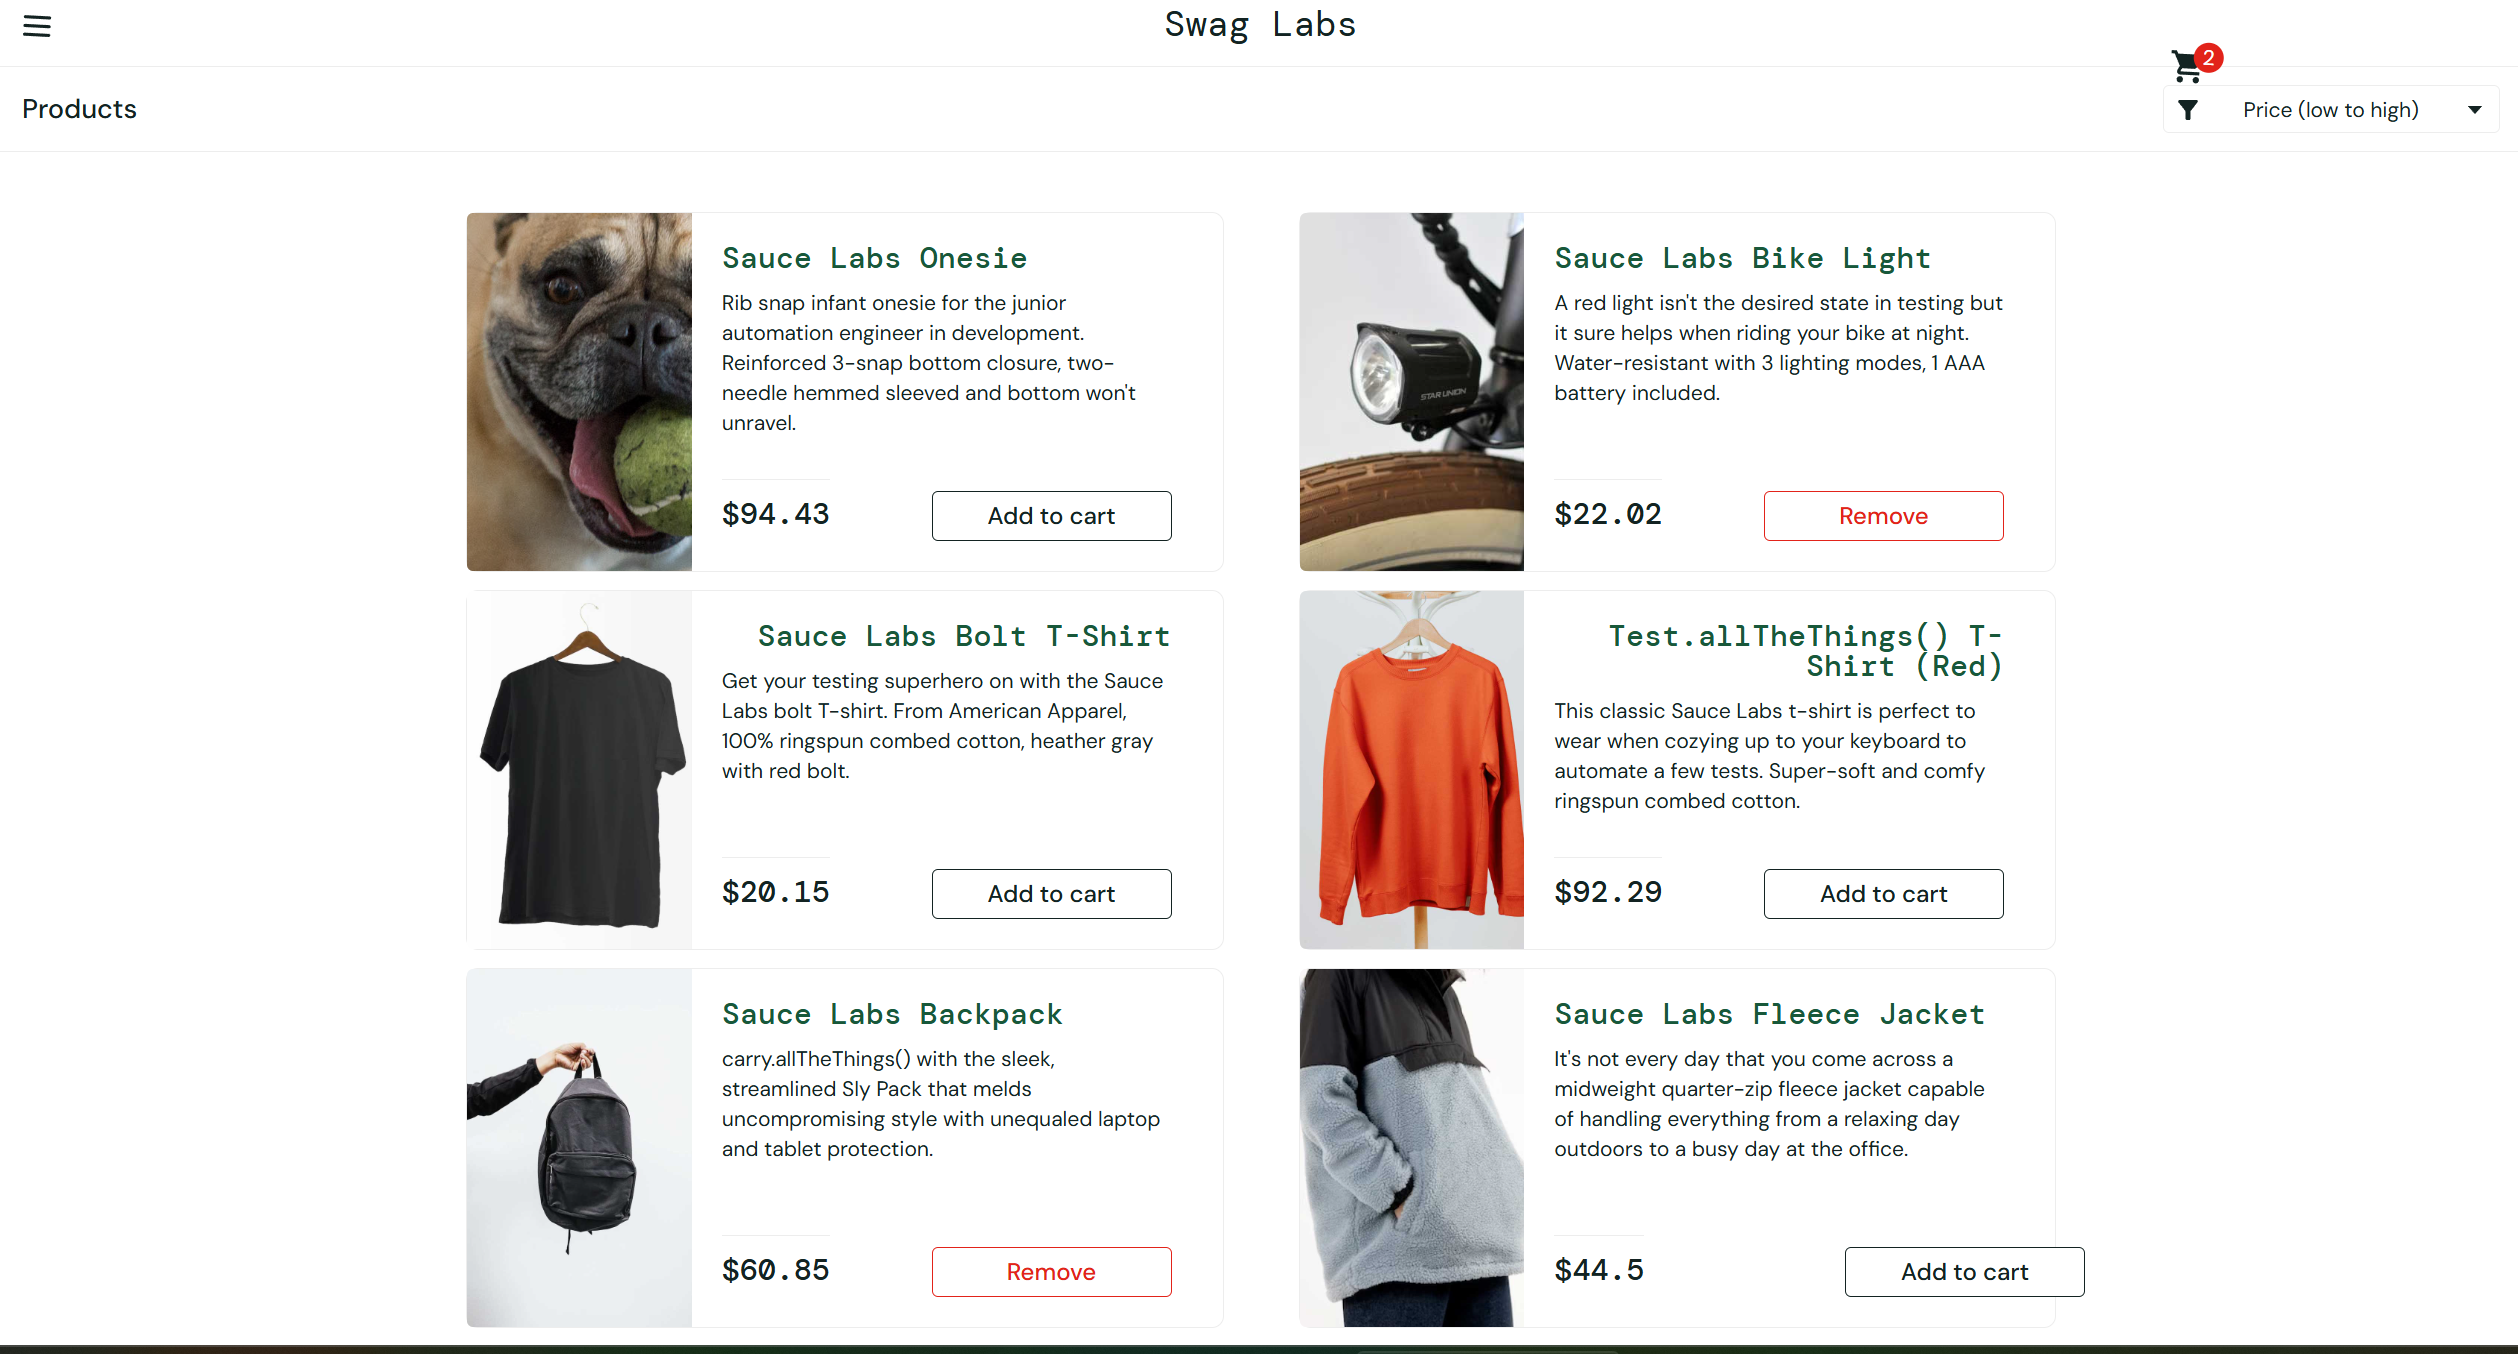 Swag Labs
2
Products
Price (low to high)
Sauce Labs Onesie
Rib snap infant onesie for the junior
automation engineer in development.
Reinforced 3-snap bottom closure, two-
needle hemmed sleeved and bottom won't
unravel.
$94.43
Add to cart
STAR UNION
Sauce Labs Bike Light
A red light isn't the desired state in testing but
it sure helps when riding your bike at night.
Water-resistant with 3 lighting modes, 1 AAA
battery included.
$22.02
Remove
Sauce Labs Bolt T-Shirt
Get your testing superhero on with the Sauce
Labs bolt T-shirt. From American Apparel,
100% ringspun combed cotton, heather gray
with red bolt.
$20.15
Add to cart
Test.allTheThings() T-
Shirt (Red)
This classic Sauce Labs t-shirt is perfect to
wear when cozying up to your keyboard to
automate a few tests. Super-soft and comfy
ringspun combed cotton.
$92.29
Add to cart
Sauce Labs Backpack
carry.allTheThings() with the sleek,
streamlined Sly Pack that melds
uncompromising style with unequaled laptop
and tablet protection.
$60.85
Remove
Sauce Labs Fleece Jacket
It's not every day that you come across a
midweight quarter-zip fleece jacket capable
of handling everything from a relaxing day
outdoors to a busy day at the office.
$44.5
Add to cart